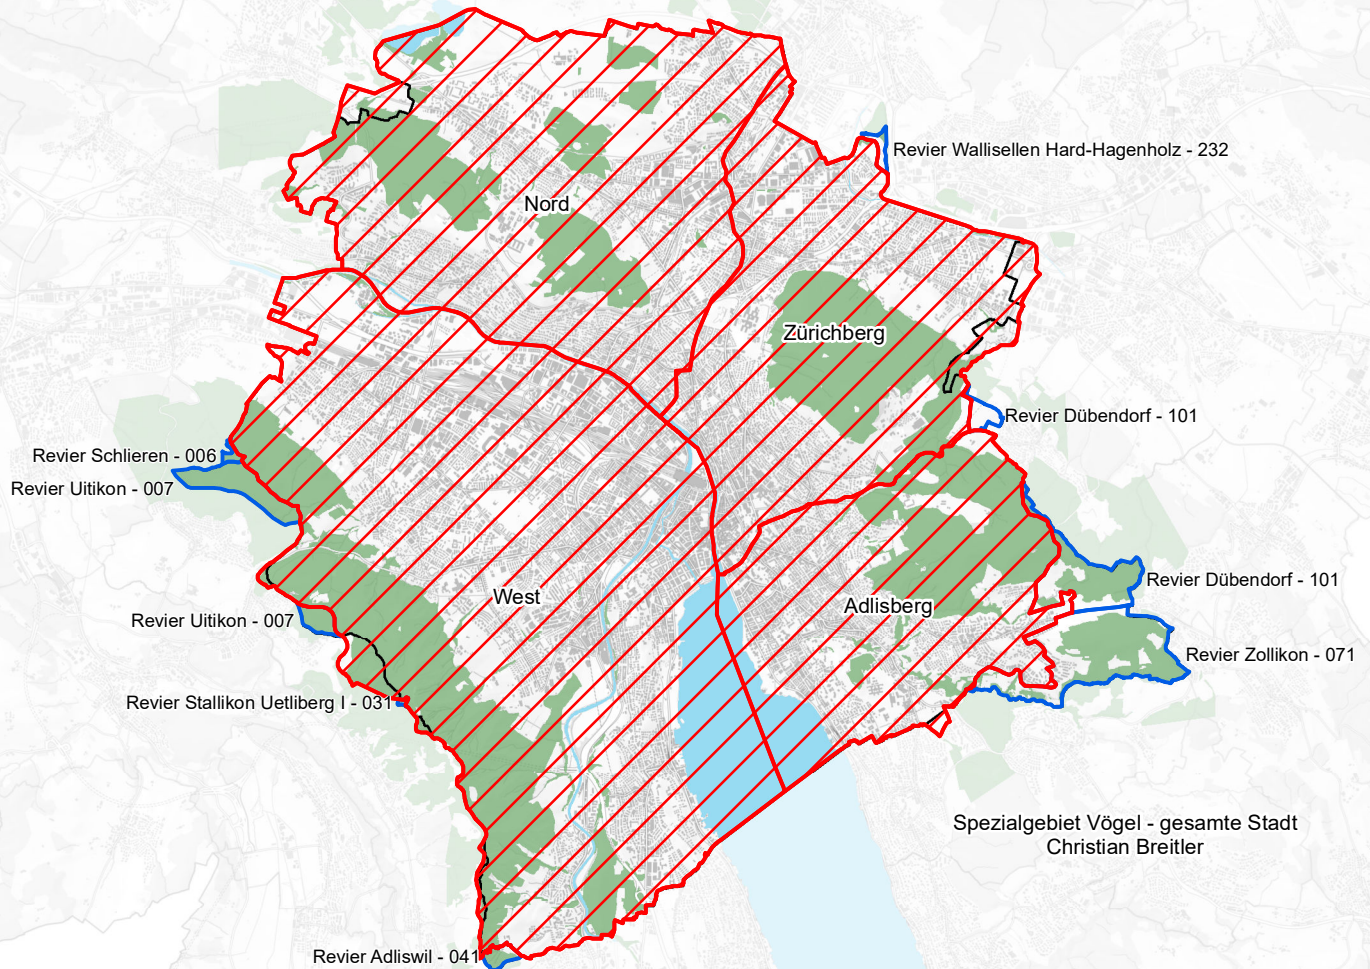 Revier Wallisellen Hard-Hagenholz - 232
Nord
Zürichberg
Revier Dübendorf - 101
Revier Schlieren - 006
Revier Uitikon - 007
Revier Dübendorf - 101
West
Adlisberg
Revier Uitikon - 007
Revier Zollikon - 071
Revier Stallikon Uetliberg I - 031
Spezialgebiet Vögel - gesamte Stadt
Christian Breitler
Revier Adliswil - 041